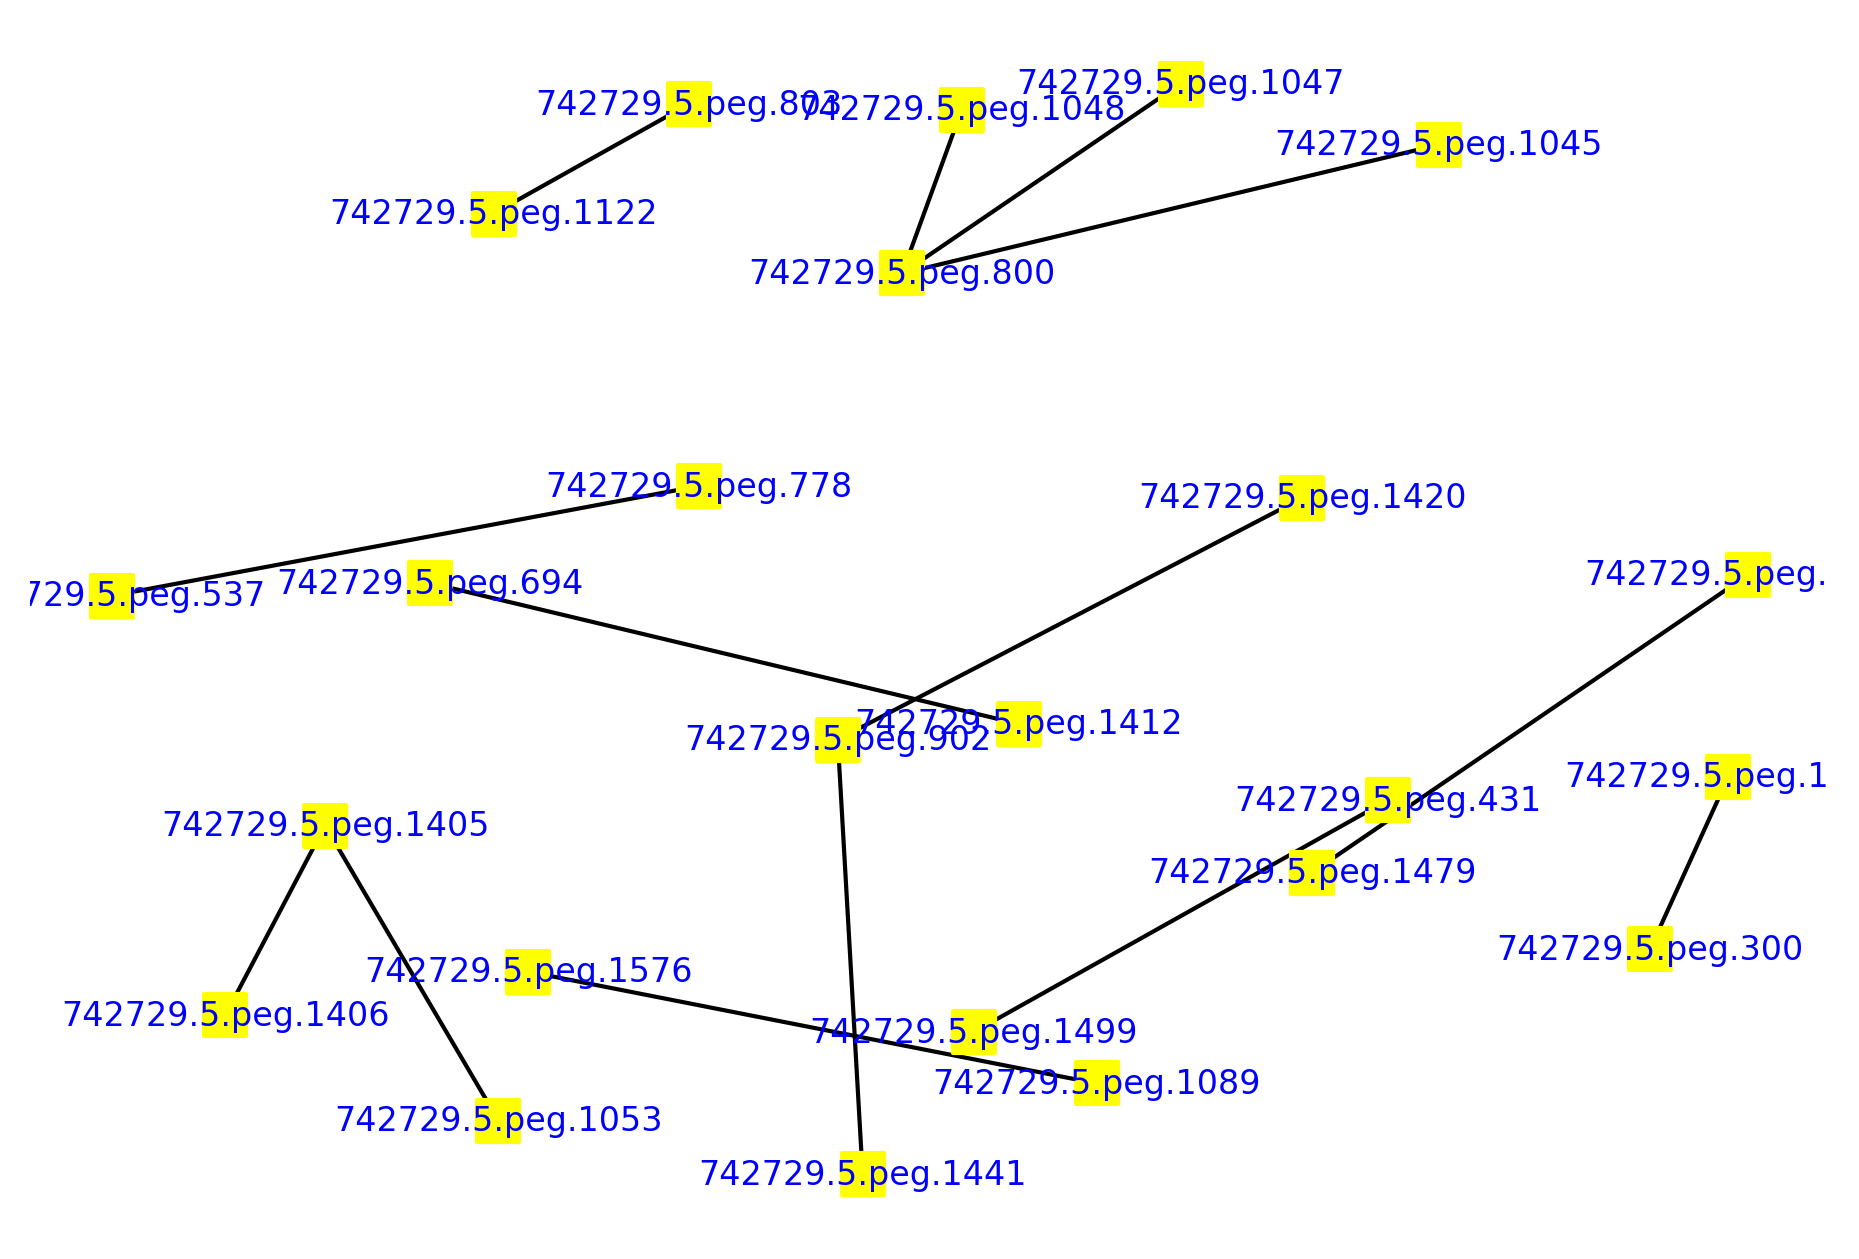 742729.5.peg.1047
742729.5.peg.803
742729.5.peg.1048
742729.5.peg.1045
742729.5.peg.1122
742729.5.peg.800
742729.5.peg.778
742729.5.peg.1420
742729.5.peg.
729.5.peg.537
742729.5.peg.694
742729.5.peg.1412
742729.5.peg.902
742729.5.peg.1
742729.5.peg.431
742729.5.peg.1405
742729.5.peg.1479
742729.5.peg.300
742729.5.peg.1576
742729.5.peg.1406
742729.5.peg.1499
742729.5.peg.1089
742729.5.peg.1053
742729.5.peg.1441